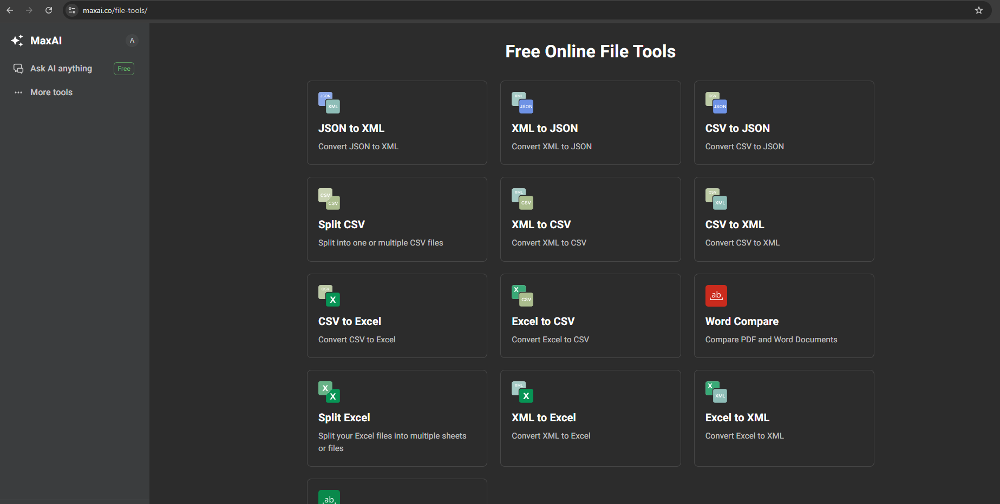 maxai.co/file-tools/
MaxAI
A
Ask AI anything
Free
More tools
Free Online File Tools
JSON
XML
JSON to XML
Convert JSON to XML
XML
JSON
XML to JSON
Convert XML to JSON
CSV
JSON
CSV to JSON
Convert CSV to JSON
CSV
CSV
Split CSV
Split into one or multiple CSV files
XML
CSV
XML to CSV
Convert XML to CSV
CSV
XML
CSV to XML
Convert CSV to XML
CSV
X
CSV to Excel
Convert CSV to Excel
X
CSV
Excel to CSV
Convert Excel to CSV
ab
Word Compare
Compare PDF and Word Documents
X
X
Split Excel
Split your Excel files into multiple sheets
or files
XML
X
XML to Excel
Convert XML to Excel
X
XML
Excel to XML
Convert Excel to XML
ab